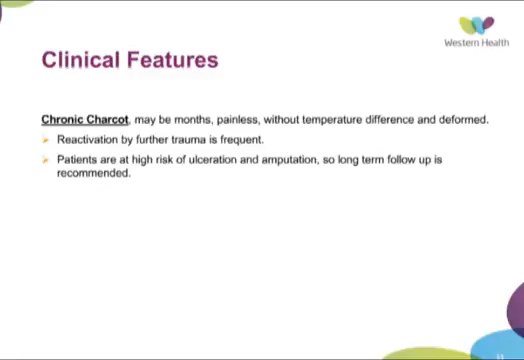 Western Health
Clinical Features
Chronic Charcot, may be months, painless, without temperature difference and deformed.
Reactivation by further trauma is frequent.
Patients are at high risk of ulceration and amputation, so long term follow up is
recommended.